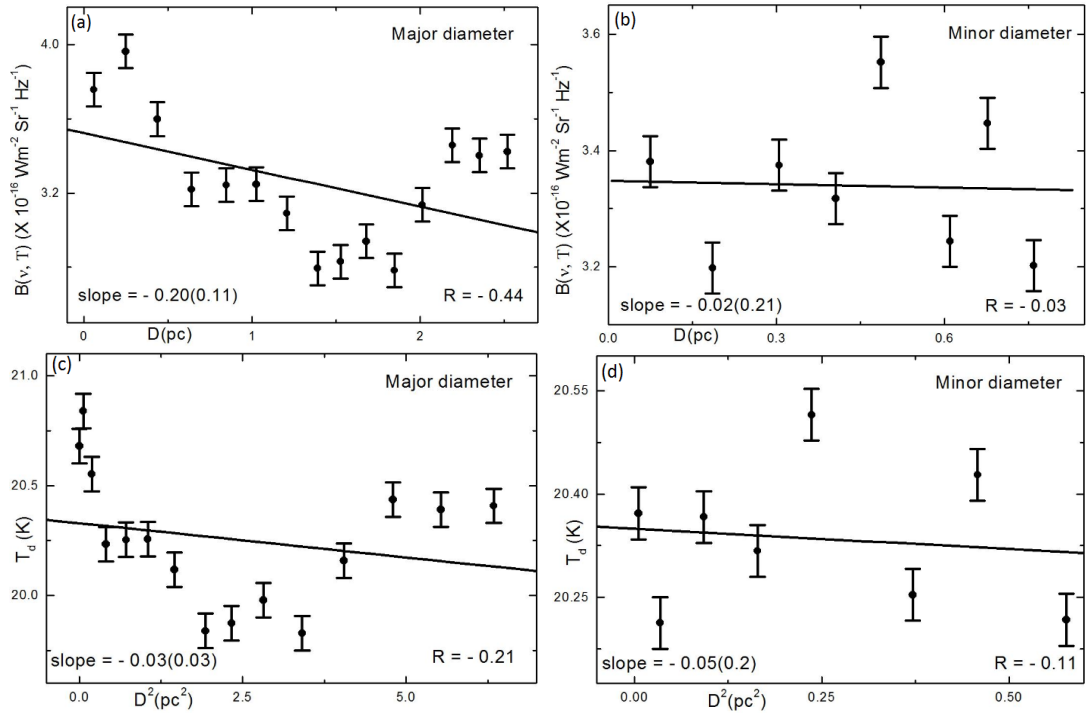 (a)
Major diameter
4.0
3.2
B(ν, T) (X 10⁻¹⁶ Wm⁻² Sr⁻¹ Hz⁻¹)
slope = - 0.20(0.11)
R = - 0.44
0 1 2
D(pc)
(b)
Minor diameter
3.6
3.4
3.2
B(ν, T) (X10⁻¹⁶ Wm⁻² Sr⁻¹ Hz⁻¹)
slope = - 0.02(0.21)
R = - 0.03
0.0 0.3 0.6
D(pc)
(c)
Major diameter
21.0
20.5
20.0
T_d (K)
slope = - 0.03(0.03)
R = - 0.21
0.0 2.5 5.0
D²(pc²)
(d)
Minor diameter
20.55
20.40
20.25
T_d (K)
slope = - 0.05(0.2)
R = - 0.11
0.00 0.25 0.50
D²(pc²)